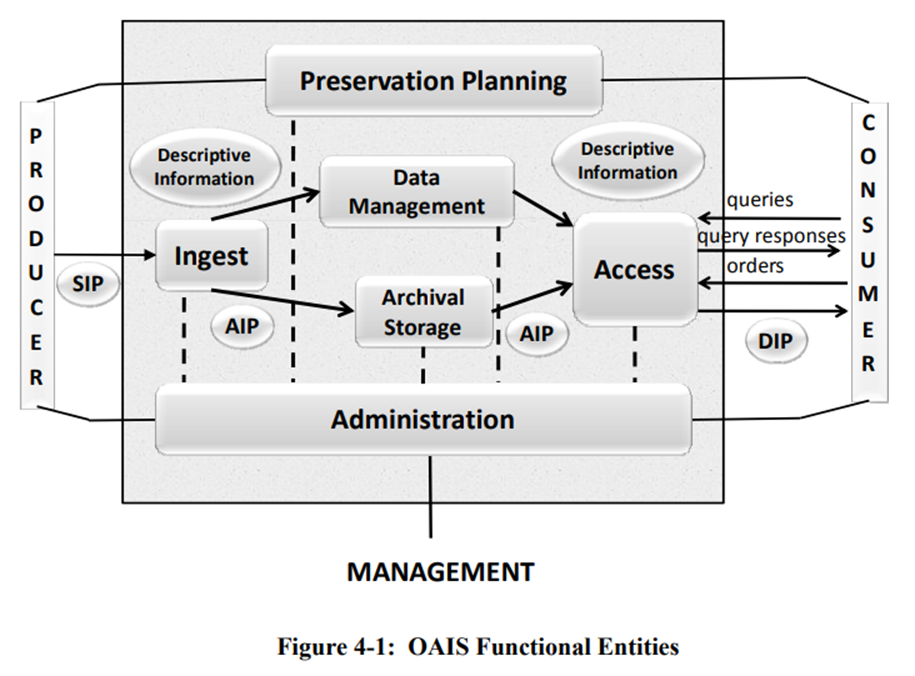 Preservation Planning
PRODUCER
CONSUMER
Descriptive
Information
Descriptive
Information
Data
Management
queries
query responses
Ingest
Access
orders
SIP
Archival
Storage
AIP
AIP
DIP
Administration
MANAGEMENT
Figure 4-1: OAIS Functional Entities